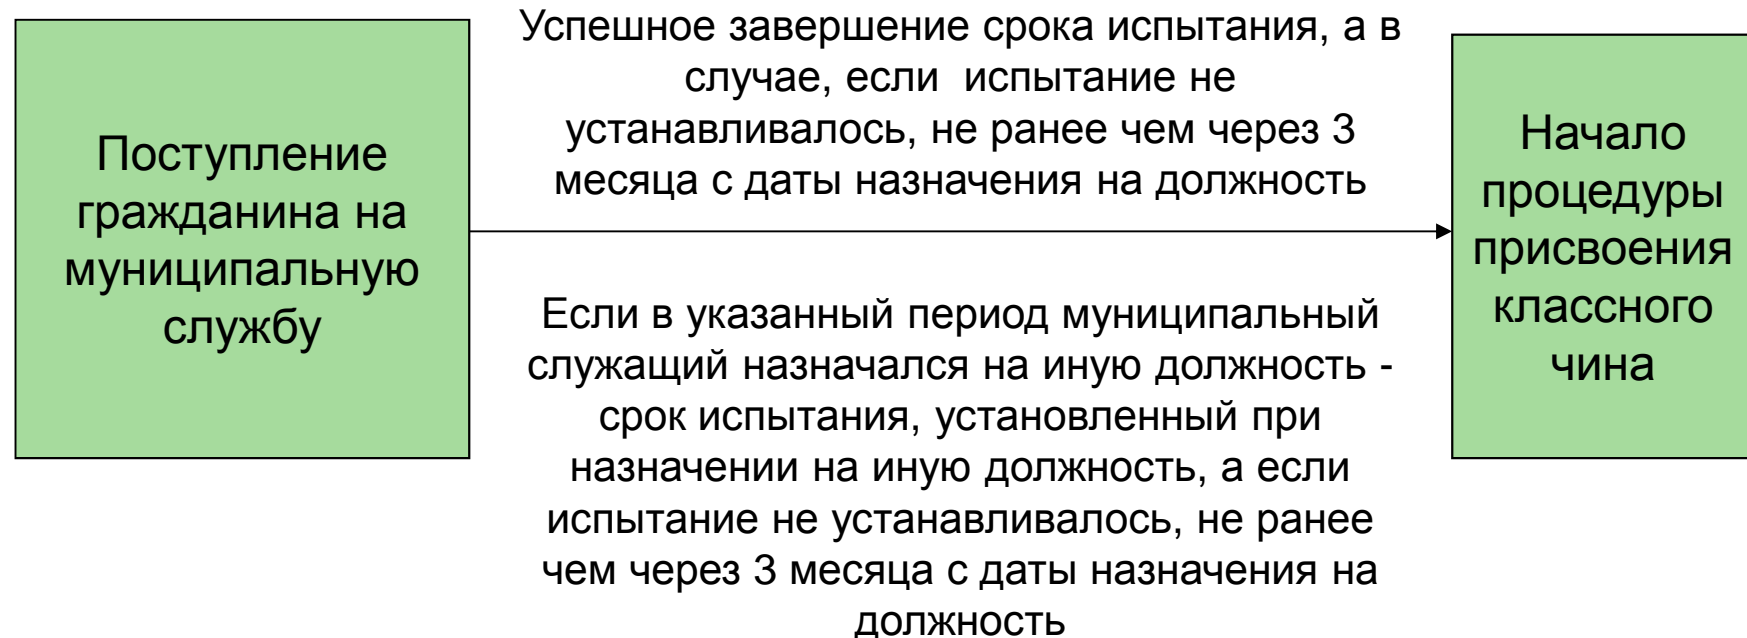 Поступление
гражданина на
муниципальную
службу
Успешное завершение срока испытания, а в
случае, если испытание не
устанавливалось, не ранее чем через 3
месяца с даты назначения на должность
Если в указанный период муниципальный
служащий назначался на иную должность -
срок испытания, установленный при
назначении на иную должность, а если
испытание не устанавливалось, не ранее
чем через 3 месяца с даты назначения на
должность
Начало
процедуры
присвоения
классного
чина